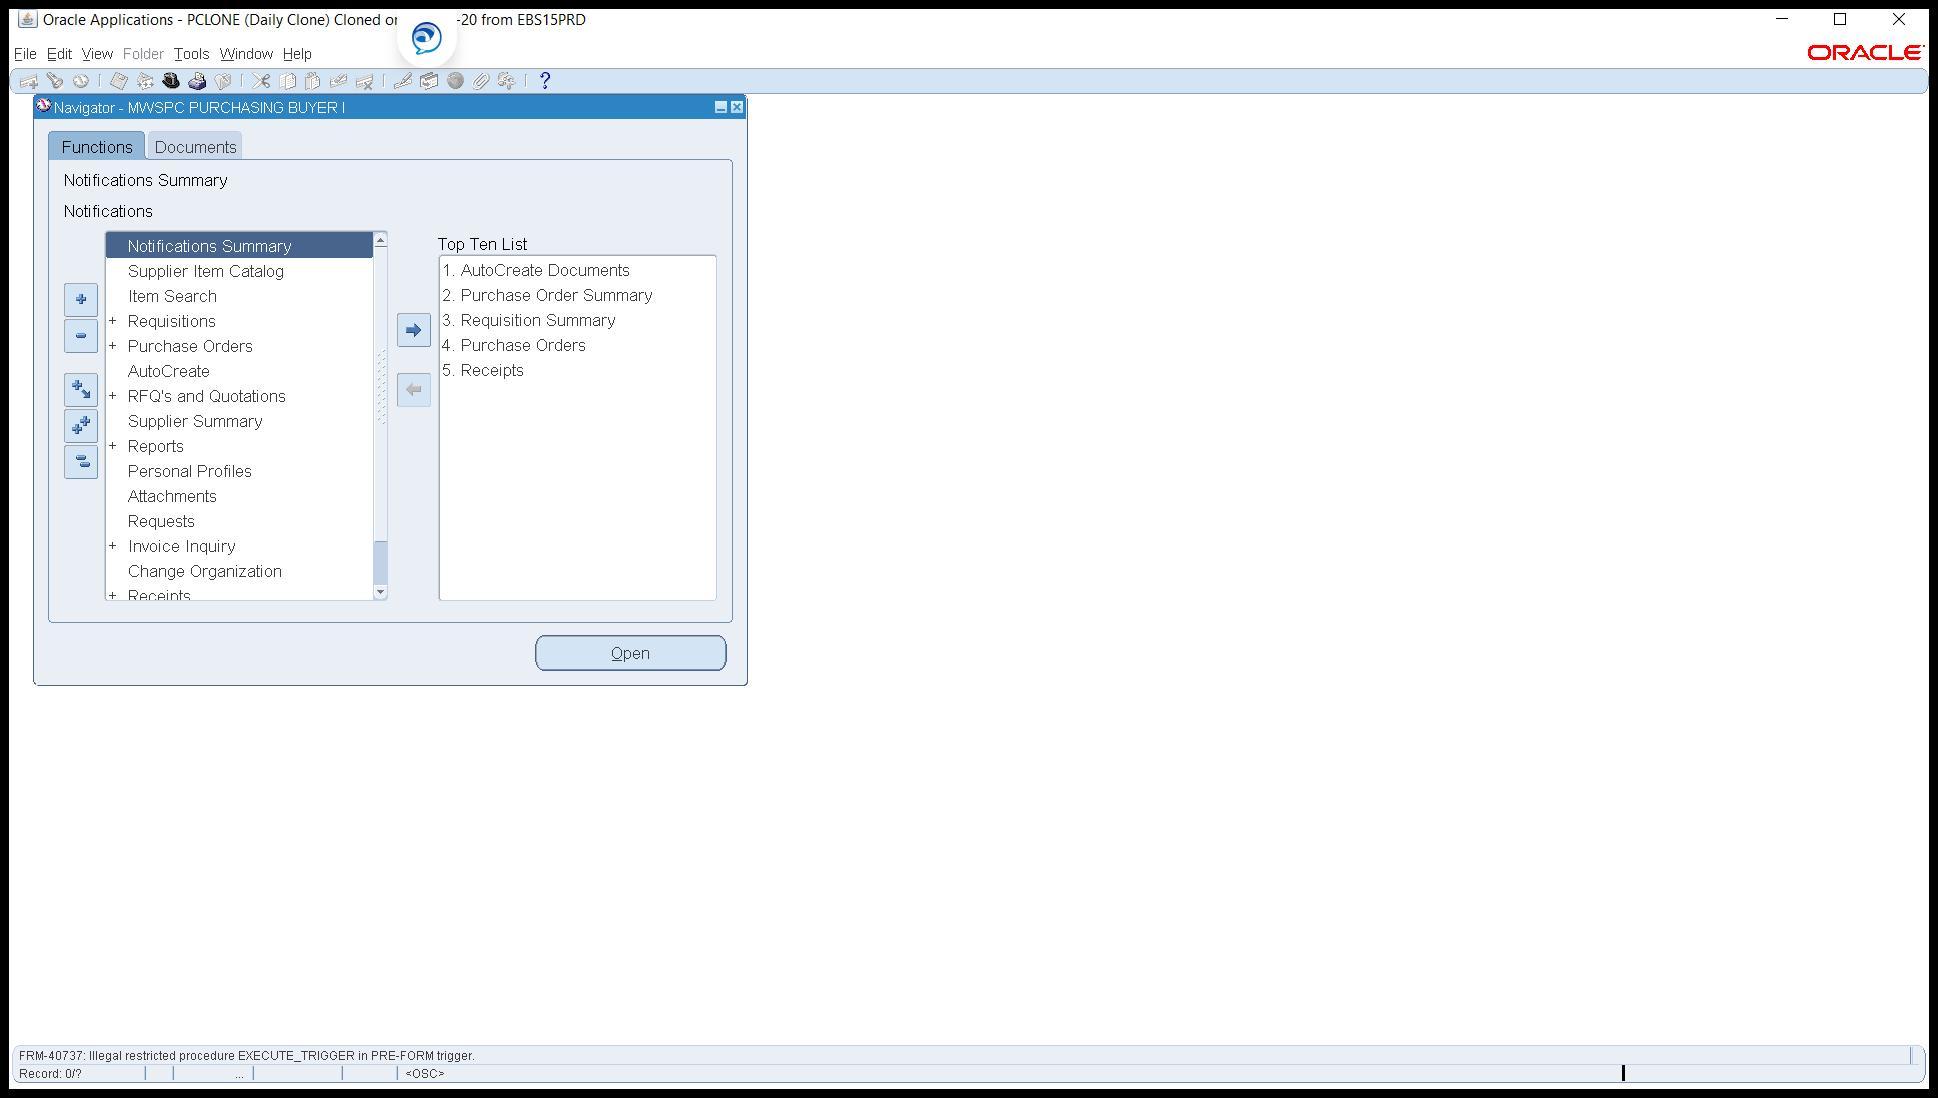 Oracle Applications - PCLONE (Daily Clone) Cloned or -20 from EBS15PRD
File Edit View Folder Tools Window Help
ORACLE
?
Navigator - MWSPC PURCHASING BUYER I
Functions Documents
Notifications Summary
Notifications
Notifications Summary
Supplier Item Catalog
Item Search
+ Requisitions
+ Purchase Orders
AutoCreate
+ RFQ's and Quotations
Supplier Summary
+ Reports
Personal Profiles
Attachments
Requests
+ Invoice Inquiry
Change Organization
+ Receipts
Top Ten List
1. AutoCreate Documents
2. Purchase Order Summary
3. Requisition Summary
4. Purchase Orders
5. Receipts
Open
FRM-40737: Illegal restricted procedure EXECUTE_TRIGGER in PRE-FORM trigger.
Record: 0/? ... <OSC>